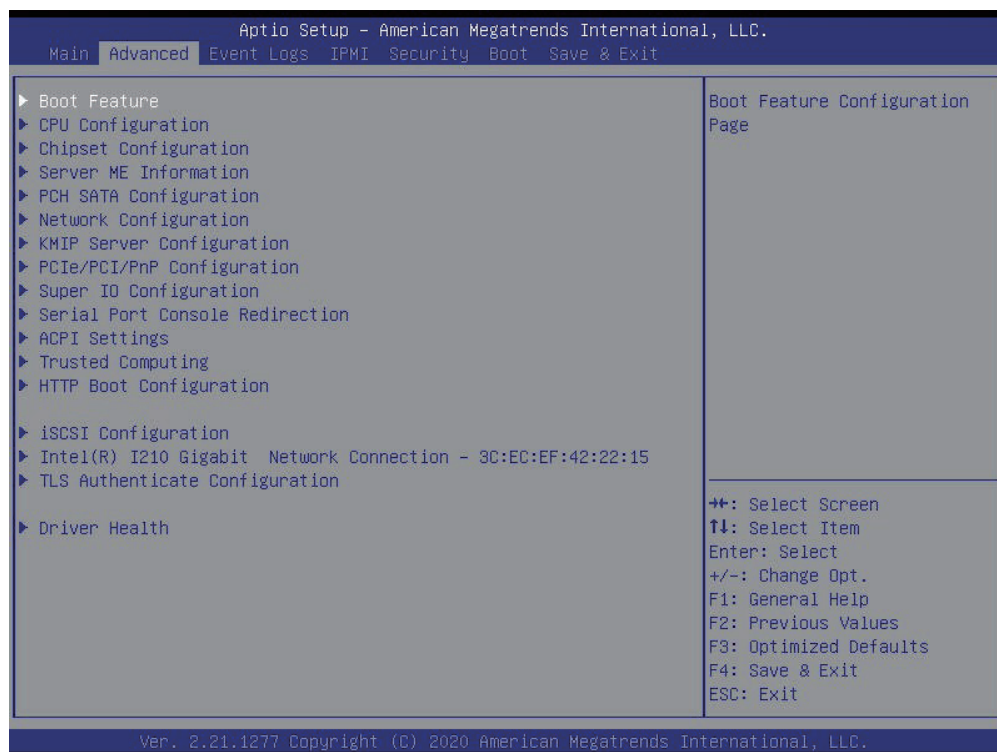 Aptio Setup – American Megatrends International, LLC.
Main Advanced Event Logs IPMI Security Boot Save & Exit
▶ Boot Feature
▶ CPU Configuration
▶ Chipset Configuration
▶ Server ME Information
▶ PCH SATA Configuration
▶ Network Configuration
▶ KMIP Server Configuration
▶ PCIe/PCI/PnP Configuration
▶ Super IO Configuration
▶ Serial Port Console Redirection
▶ ACPI Settings
▶ Trusted Computing
▶ HTTP Boot Configuration
▶ iSCSI Configuration
▶ Intel(R) I210 Gigabit  Network Connection – 3C:EC:EF:42:22:15
▶ TLS Authenticate Configuration
▶ Driver Health
Boot Feature Configuration
Page
→←: Select Screen
↑↓: Select Item
Enter: Select
+/-: Change Opt.
F1: General Help
F2: Previous Values
F3: Optimized Defaults
F4: Save & Exit
ESC: Exit
Ver. 2.21.1277 Copyright (C) 2020 American Megatrends International, LLC.